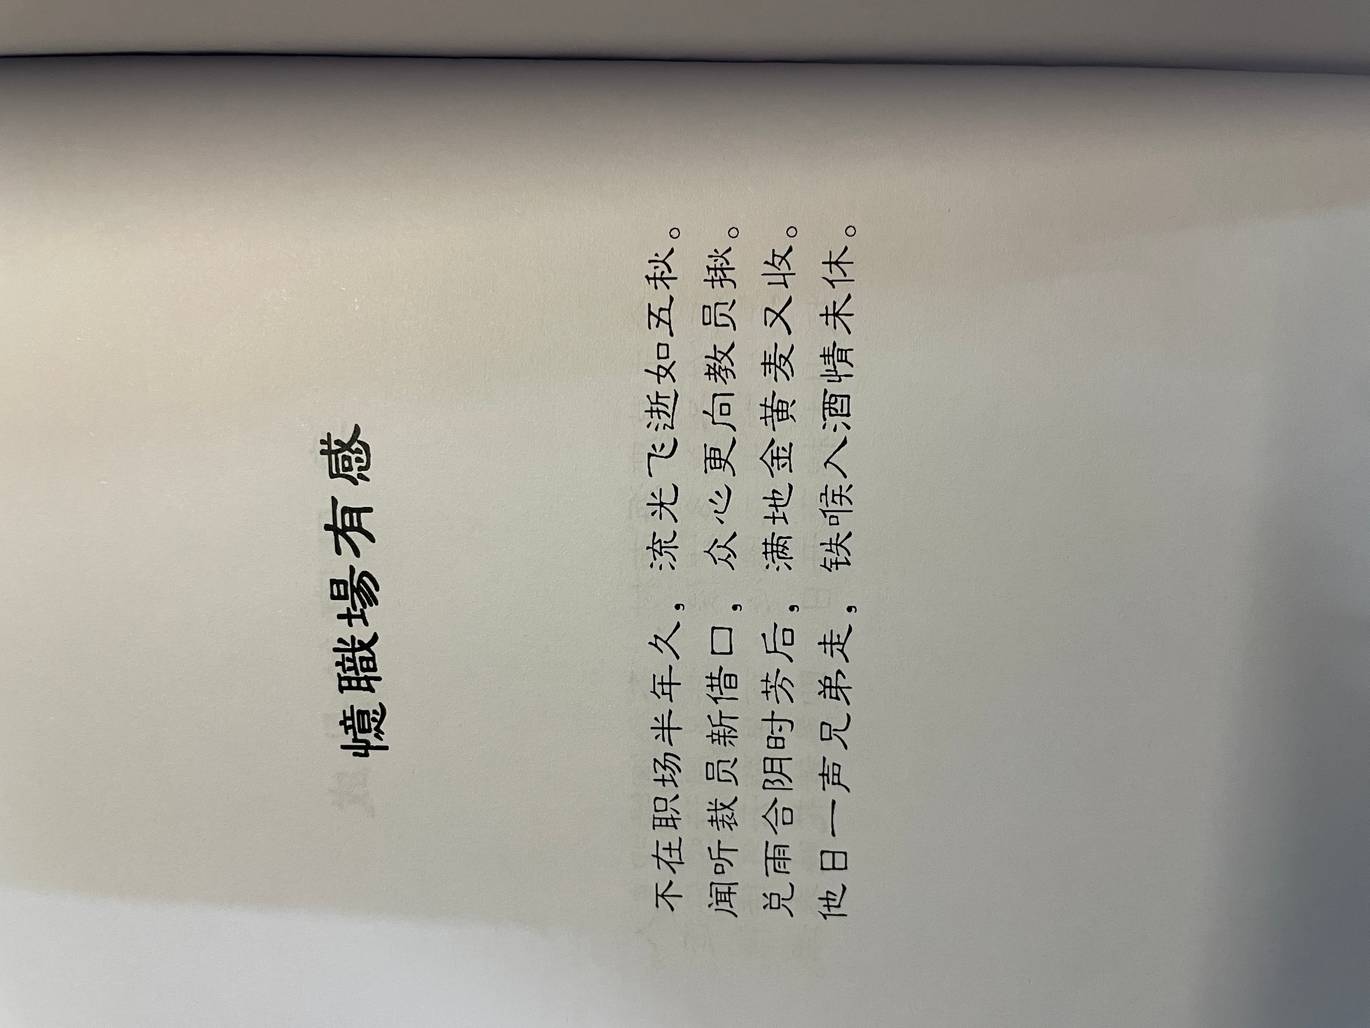 憶職場有感
不在职场半年久，流光飞逝如五秋。
闻听裁员新借口，众心更向教员揪。
兑雨合阴时芳后，满地金黄麦又收。
他日一声兄弟走，铁喉入酒情未休。